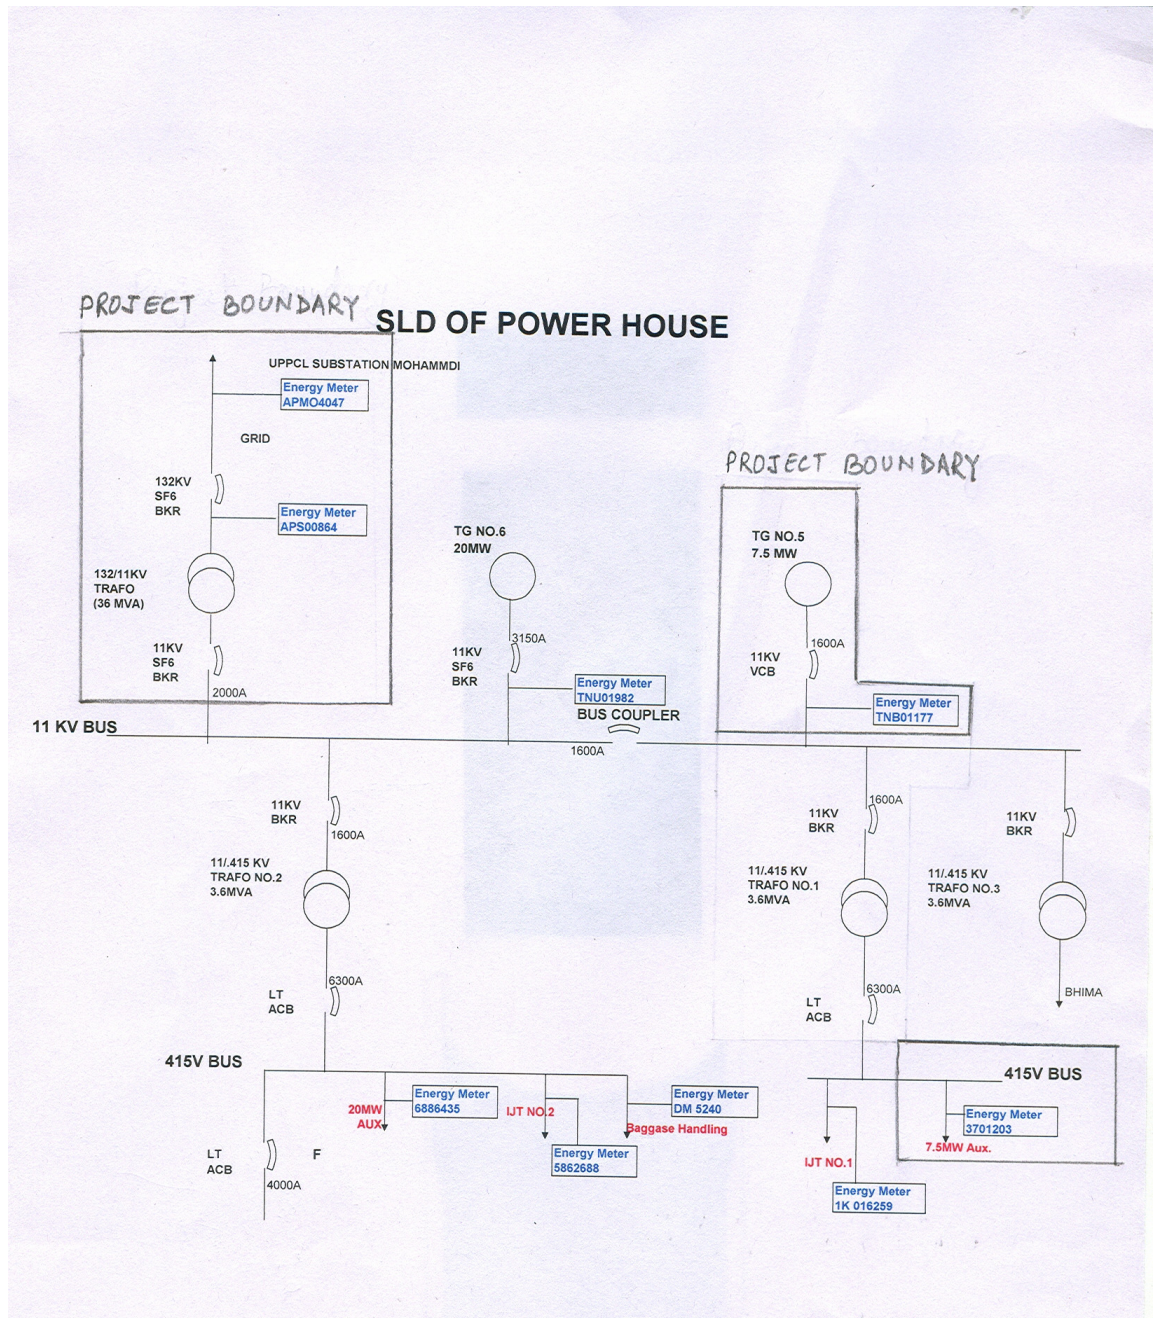 PROJECT BOUNDARY
SLD OF POWER HOUSE
UPPCL SUBSTATION MOHAMMDI
Energy Meter
APMO4047
GRID
132KV
SF6
BKR
Energy Meter
APS00864
132/11KV
TRAFO
(36 MVA)
11KV
SF6
BKR
2000A
TG NO.6
20MW
3150A
11KV
SF6
BKR
Energy Meter
TNU01982
BUS COUPLER
1600A
PROJECT BOUNDARY
TG NO.5
7.5 MW
1600A
11KV
VCB
Energy Meter
TNB01177
11 KV BUS
11KV
BKR
1600A
11/.415 KV
TRAFO NO.2
3.6MVA
6300A
LT
ACB
1600A
11KV
BKR
11/.415 KV
TRAFO NO.1
3.6MVA
6300A
LT
ACB
11KV
BKR
11/.415 KV
TRAFO NO.3
3.6MVA
BHIMA
415V BUS
20MW
AUX
Energy Meter
6886435
IJT NO.2
Energy Meter
5862688
Energy Meter
DM 5240
Baggase Handling
LT
ACB
F
4000A
415V BUS
Energy Meter
3701203
7.5MW Aux.
IJT NO.1
Energy Meter
1K 016259